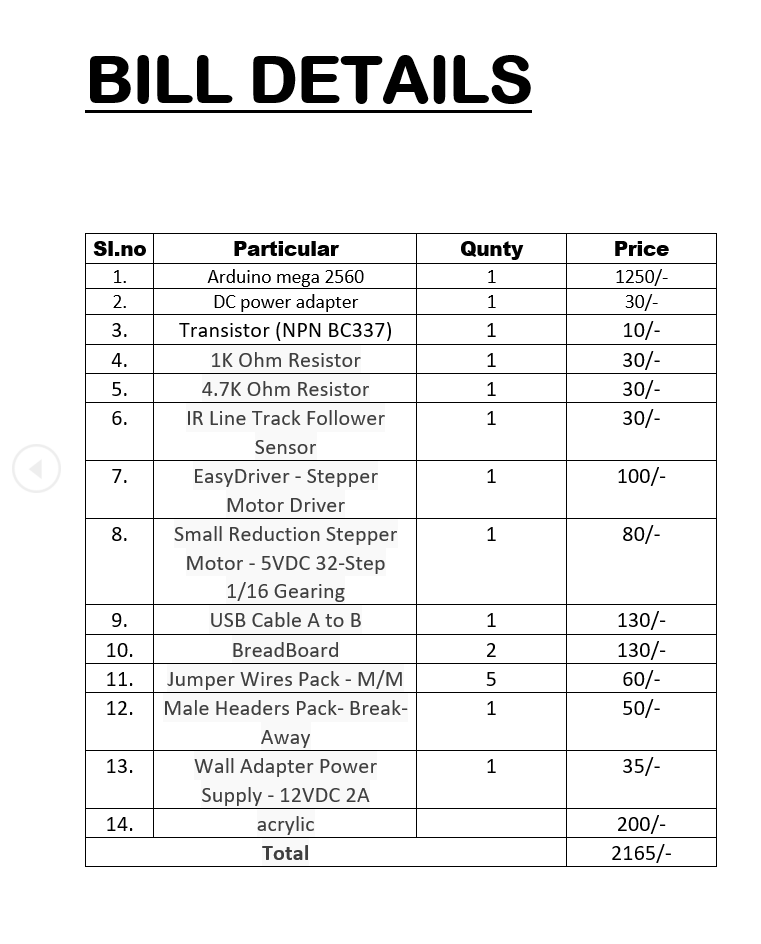 BILL DETAILS
Sl.no Particular Qunty Price
1. Arduino mega 2560 1 1250/-
2. DC power adapter 1 30/-
3. Transistor (NPN BC337) 1 10/-
4. 1K Ohm Resistor 1 30/-
5. 4.7K Ohm Resistor 1 30/-
6. IR Line Track Follower 1 30/-
Sensor
7. EasyDriver - Stepper 1 100/-
Motor Driver
8. Small Reduction Stepper 1 80/-
Motor - 5VDC 32-Step
1/16 Gearing
9. USB Cable A to B 1 130/-
10. BreadBoard 2 130/-
11. Jumper Wires Pack - M/M 5 60/-
12. Male Headers Pack- Break- 1 50/-
Away
13. Wall Adapter Power 1 35/-
Supply - 12VDC 2A
14. acrylic 200/-
Total 2165/-